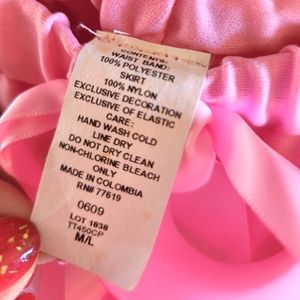 CONTENTS:
WAIST BAND:
100% POLYESTER
SKIRT
100% NYLON
EXCLUSIVE DECORATION
EXCLUSIVE OF ELASTIC
CARE:
HAND WASH COLD
LINE DRY
DO NOT DRY CLEAN
NON-CHLORINE BLEACH
ONLY
MADE IN COLOMBIA
RN# 77619
0609
LOT 1838
TT450CP
M/L